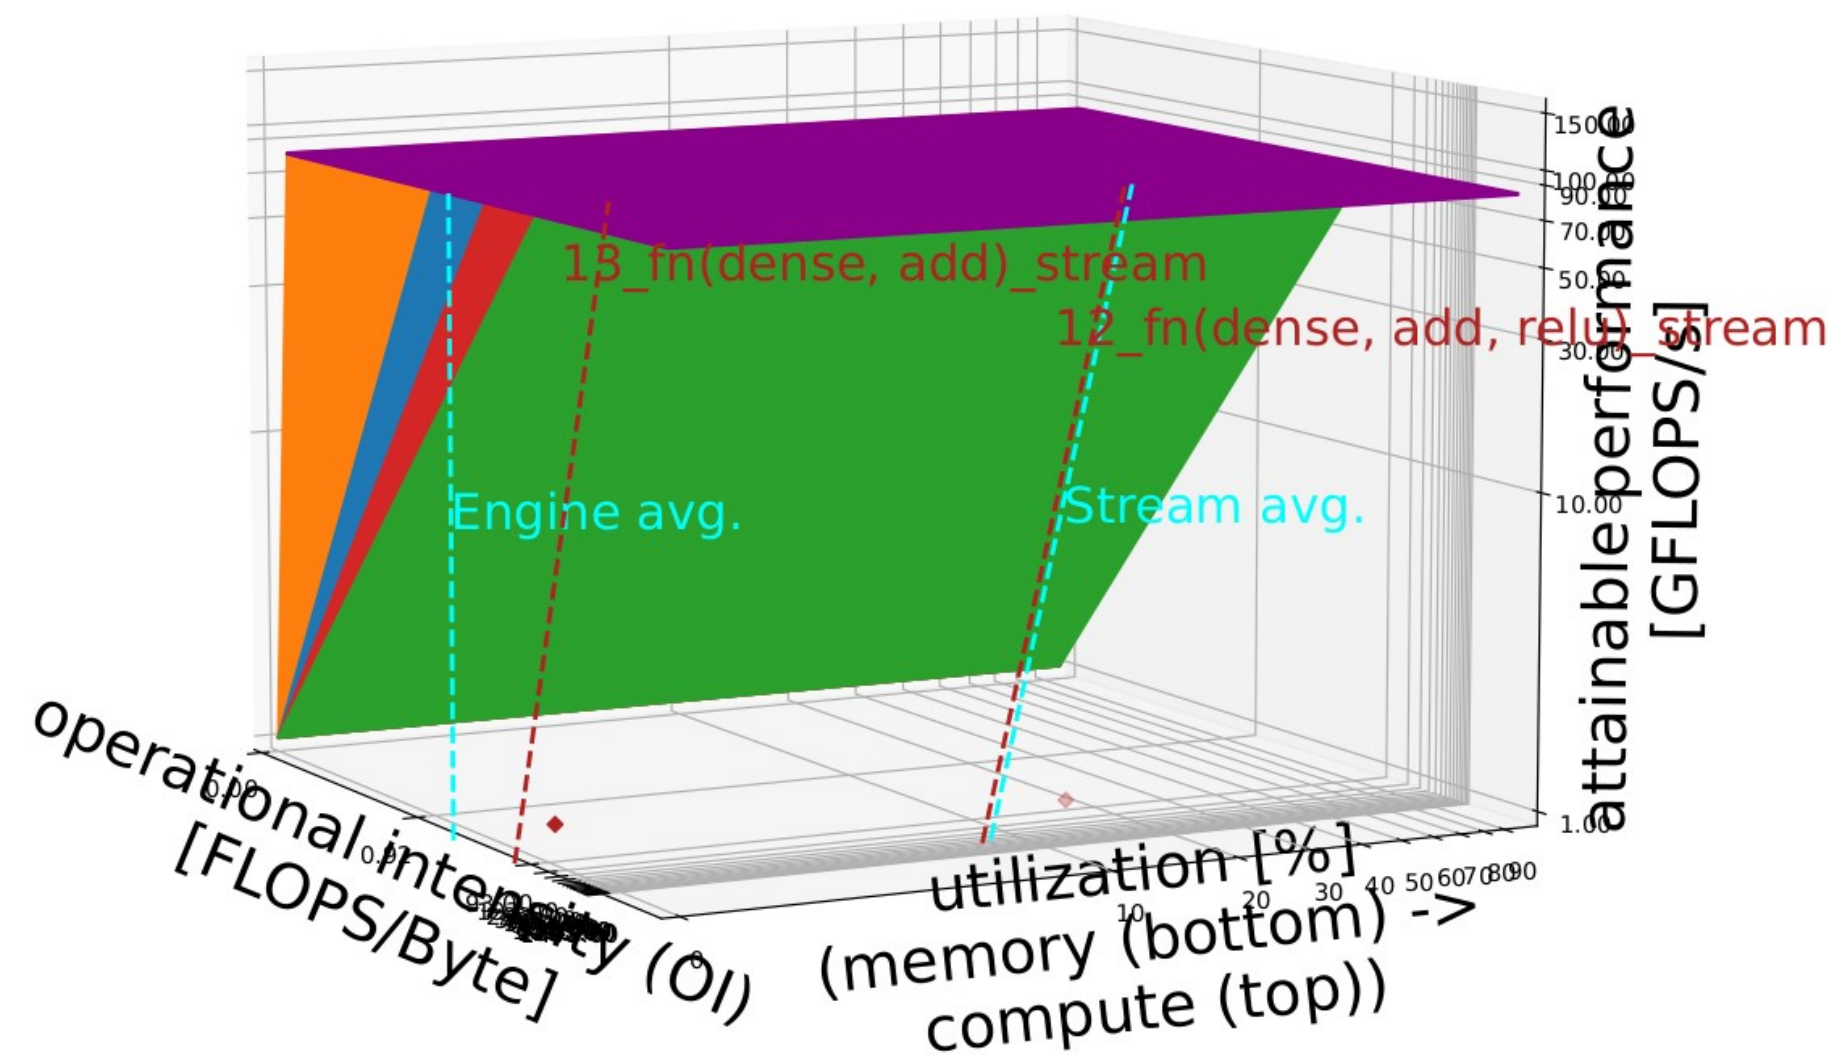 150.00
100.00
90.00
70.00
50.00
30.00
10.00
1.00
attainable performance
[GFLOPS/s]
13_fn(dense, add)_stream
12_fn(dense, add, relu)_stream
Engine avg.
Stream avg.
operational intensity (OI)
[FLOPS/Byte]
utilization [%]
(memory (bottom) ->
compute (top))
0
10
20
30
40
50
60
70
80
90